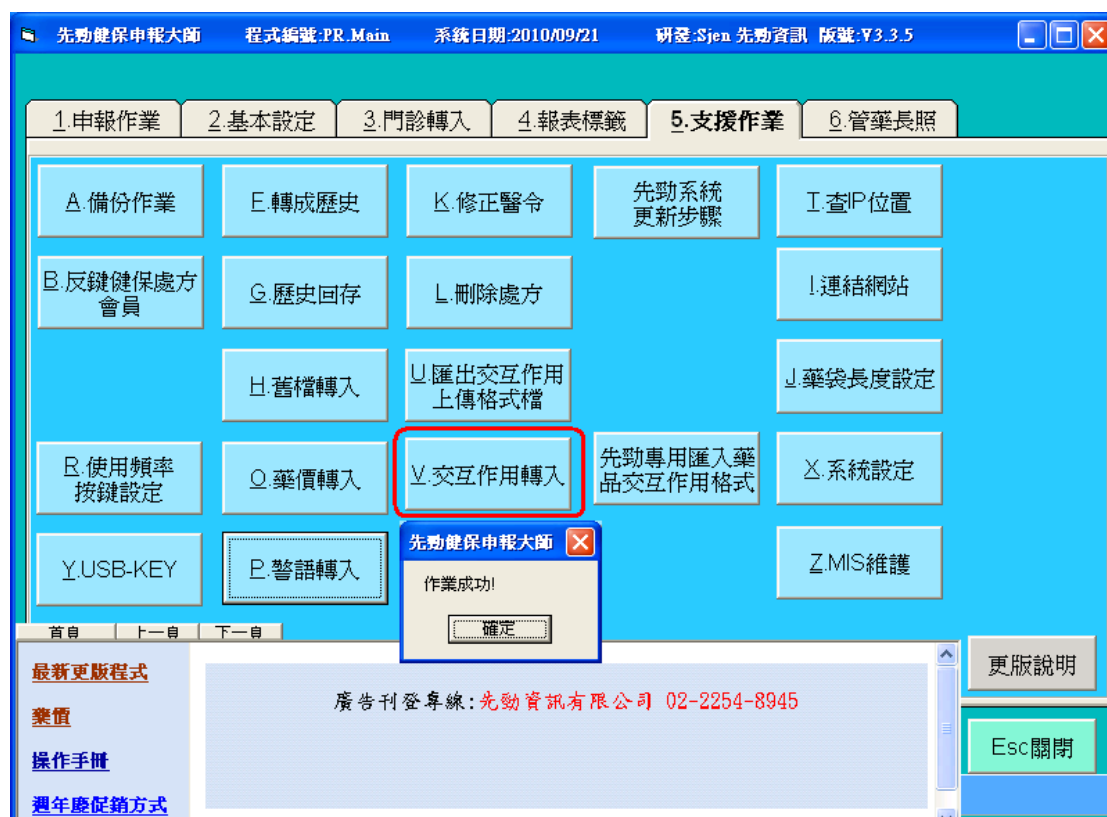 先勁健保申報大師 程式編號:PR.Main 系統日期:2010/09/21 研發:Sjen 先勁資訊 版號:V3.3.5
1.申報作業 2.基本設定 3.門診轉入 4.報表標籤 5.支援作業 6.管藥長照
A.備份作業 E.轉成歷史 K.修正醫令 先勁系統
更新步驟 T.查IP位置
B.反鍵健保處方
會員 G.歷史回存 L.刪除處方 I.連結網站
H.舊檔轉入 U.匯出交互作用
上傳格式檔 J.藥袋長度設定
R.使用頻率
按鍵設定 O.藥價轉入 V.交互作用轉入 先勁專用匯入藥
品交互作用格式 X.系統設定
Y.USB-KEY P.警語轉入 Z.MIS維護
先勁健保申報大師
作業成功!
確定
首頁 上一頁 下一頁
最新更版程式
藥價
操作手冊
週年慶促銷方式
廣告刊登專線:先勁資訊有限公司 02-2254-8945
更版說明
Esc關閉